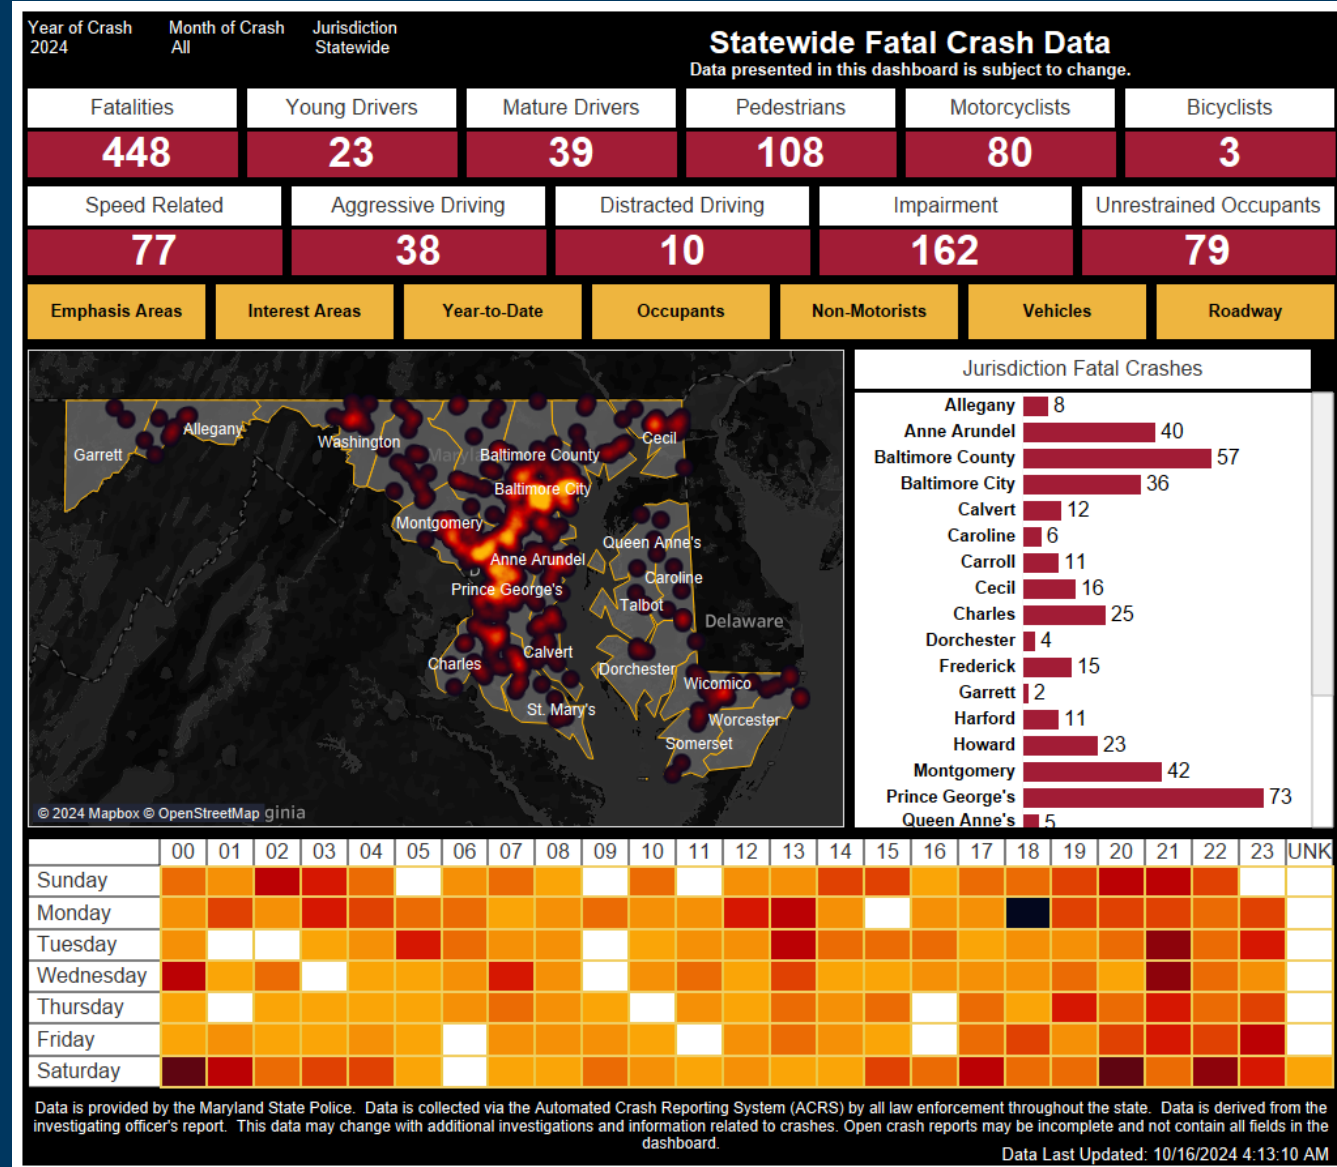 Year of Crash Month of Crash Jurisdiction
2024 All Statewide
Statewide Fatal Crash Data
Data presented in this dashboard is subject to change.
Fatalities Young Drivers Mature Drivers Pedestrians Motorcyclists Bicyclists
448 23 39 108 80 3
Speed Related Aggressive Driving Distracted Driving Impairment Unrestrained Occupants
77 38 10 162 79
Emphasis Areas Interest Areas Year-to-Date Occupants Non-Motorists Vehicles Roadway
Garrett
Allegany
Washington
Baltimore County
Cecil
Baltimore City
Montgomery
Queen Anne's
Anne Arundel
Caroline
Prince George's
Talbot
Delaware
Calvert
Charles
Dorchester
Wicomico
St. Mary's
Worcester
Somerset
© 2024 Mapbox © OpenStreetMap ginia
Jurisdiction Fatal Crashes
Allegany 8
Anne Arundel 40
Baltimore County 57
Baltimore City 36
Calvert 12
Caroline 6
Carroll 11
Cecil 16
Charles 25
Dorchester 4
Frederick 15
Garrett 2
Harford 11
Howard 23
Montgomery 42
Prince George's 73
Queen Anne's 5
00 01 02 03 04 05 06 07 08 09 10 11 12 13 14 15 16 17 18 19 20 21 22 23 UNK
Sunday
Monday
Tuesday
Wednesday
Thursday
Friday
Saturday
Data is provided by the Maryland State Police. Data is collected via the Automated Crash Reporting System (ACRS) by all law enforcement throughout the state. Data is derived from the
investigating officer's report. This data may change with additional investigations and information related to crashes. Open crash reports may be incomplete and not contain all fields in the
dashboard.
Data Last Updated: 10/16/2024 4:13:10 AM